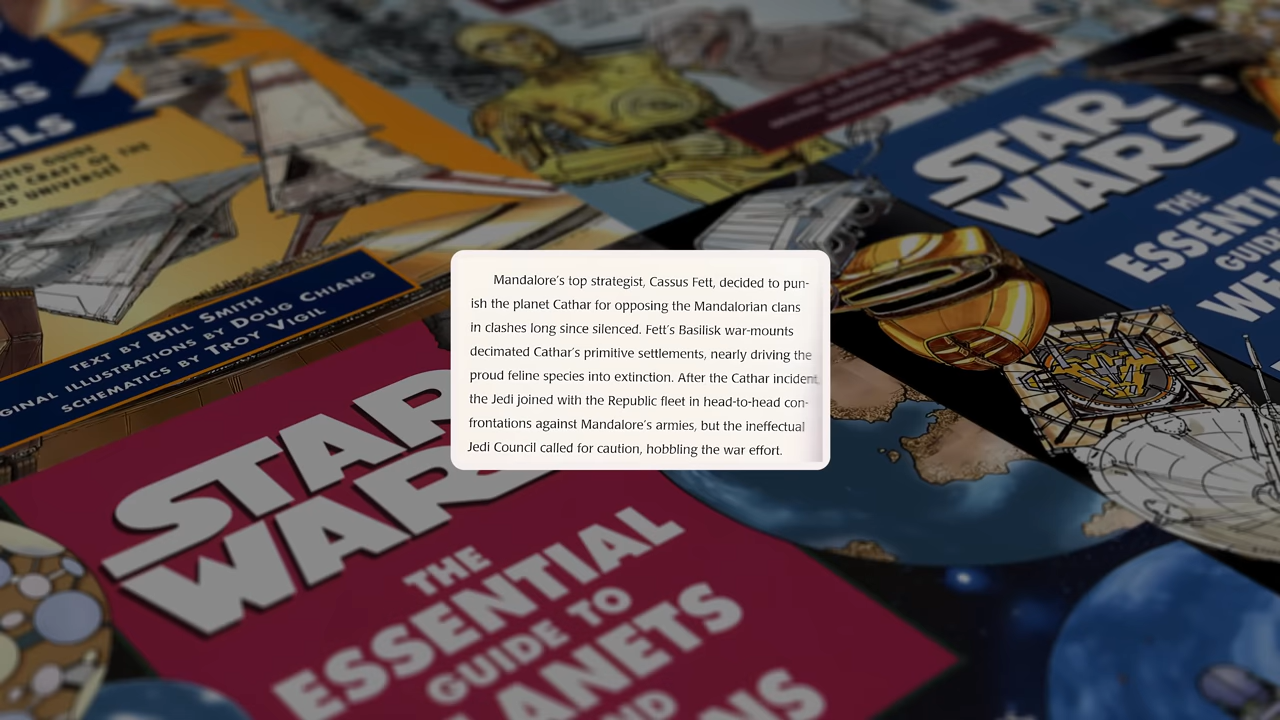 Mandalore's top strategist, Cassus Fett, decided to pun-
ish the planet Cathar for opposing the Mandalorian clans
in clashes long since silenced. Fett's Basilisk war-mounts
decimated Cathar's primitive settlements, nearly driving the
proud feline species into extinction. After the Cathar incident,
the Jedi joined with the Republic fleet in head-to-head con-
frontations against Mandalore's armies, but the ineffectual
Jedi Council called for caution, hobbling the war effort.
TEXT BY BILL SMITH
ILLUSTRATIONS BY DOUG CHIANG
SCHEMATICS BY TROY VIGIL
STAR
WARS
THE
ESSENTIAL
GUIDE TO
STAR
WARS
THE
GUIDE